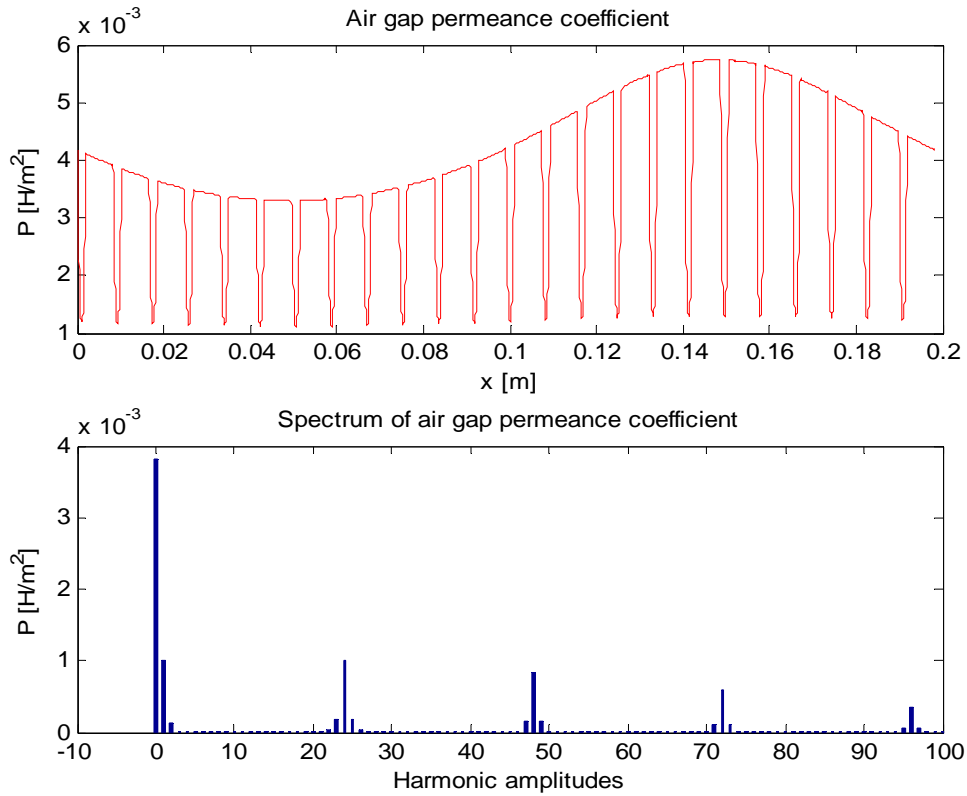 Air gap permeance coefficient
x 10^-3
6
5
4
3
2
1
P [H/m^2]
0 0.02 0.04 0.06 0.08 0.1 0.12 0.14 0.16 0.18 0.2
x [m]
Spectrum of air gap permeance coefficient
x 10^-3
4
3
2
1
0
P [H/m^2]
-10 0 10 20 30 40 50 60 70 80 90 100
Harmonic amplitudes